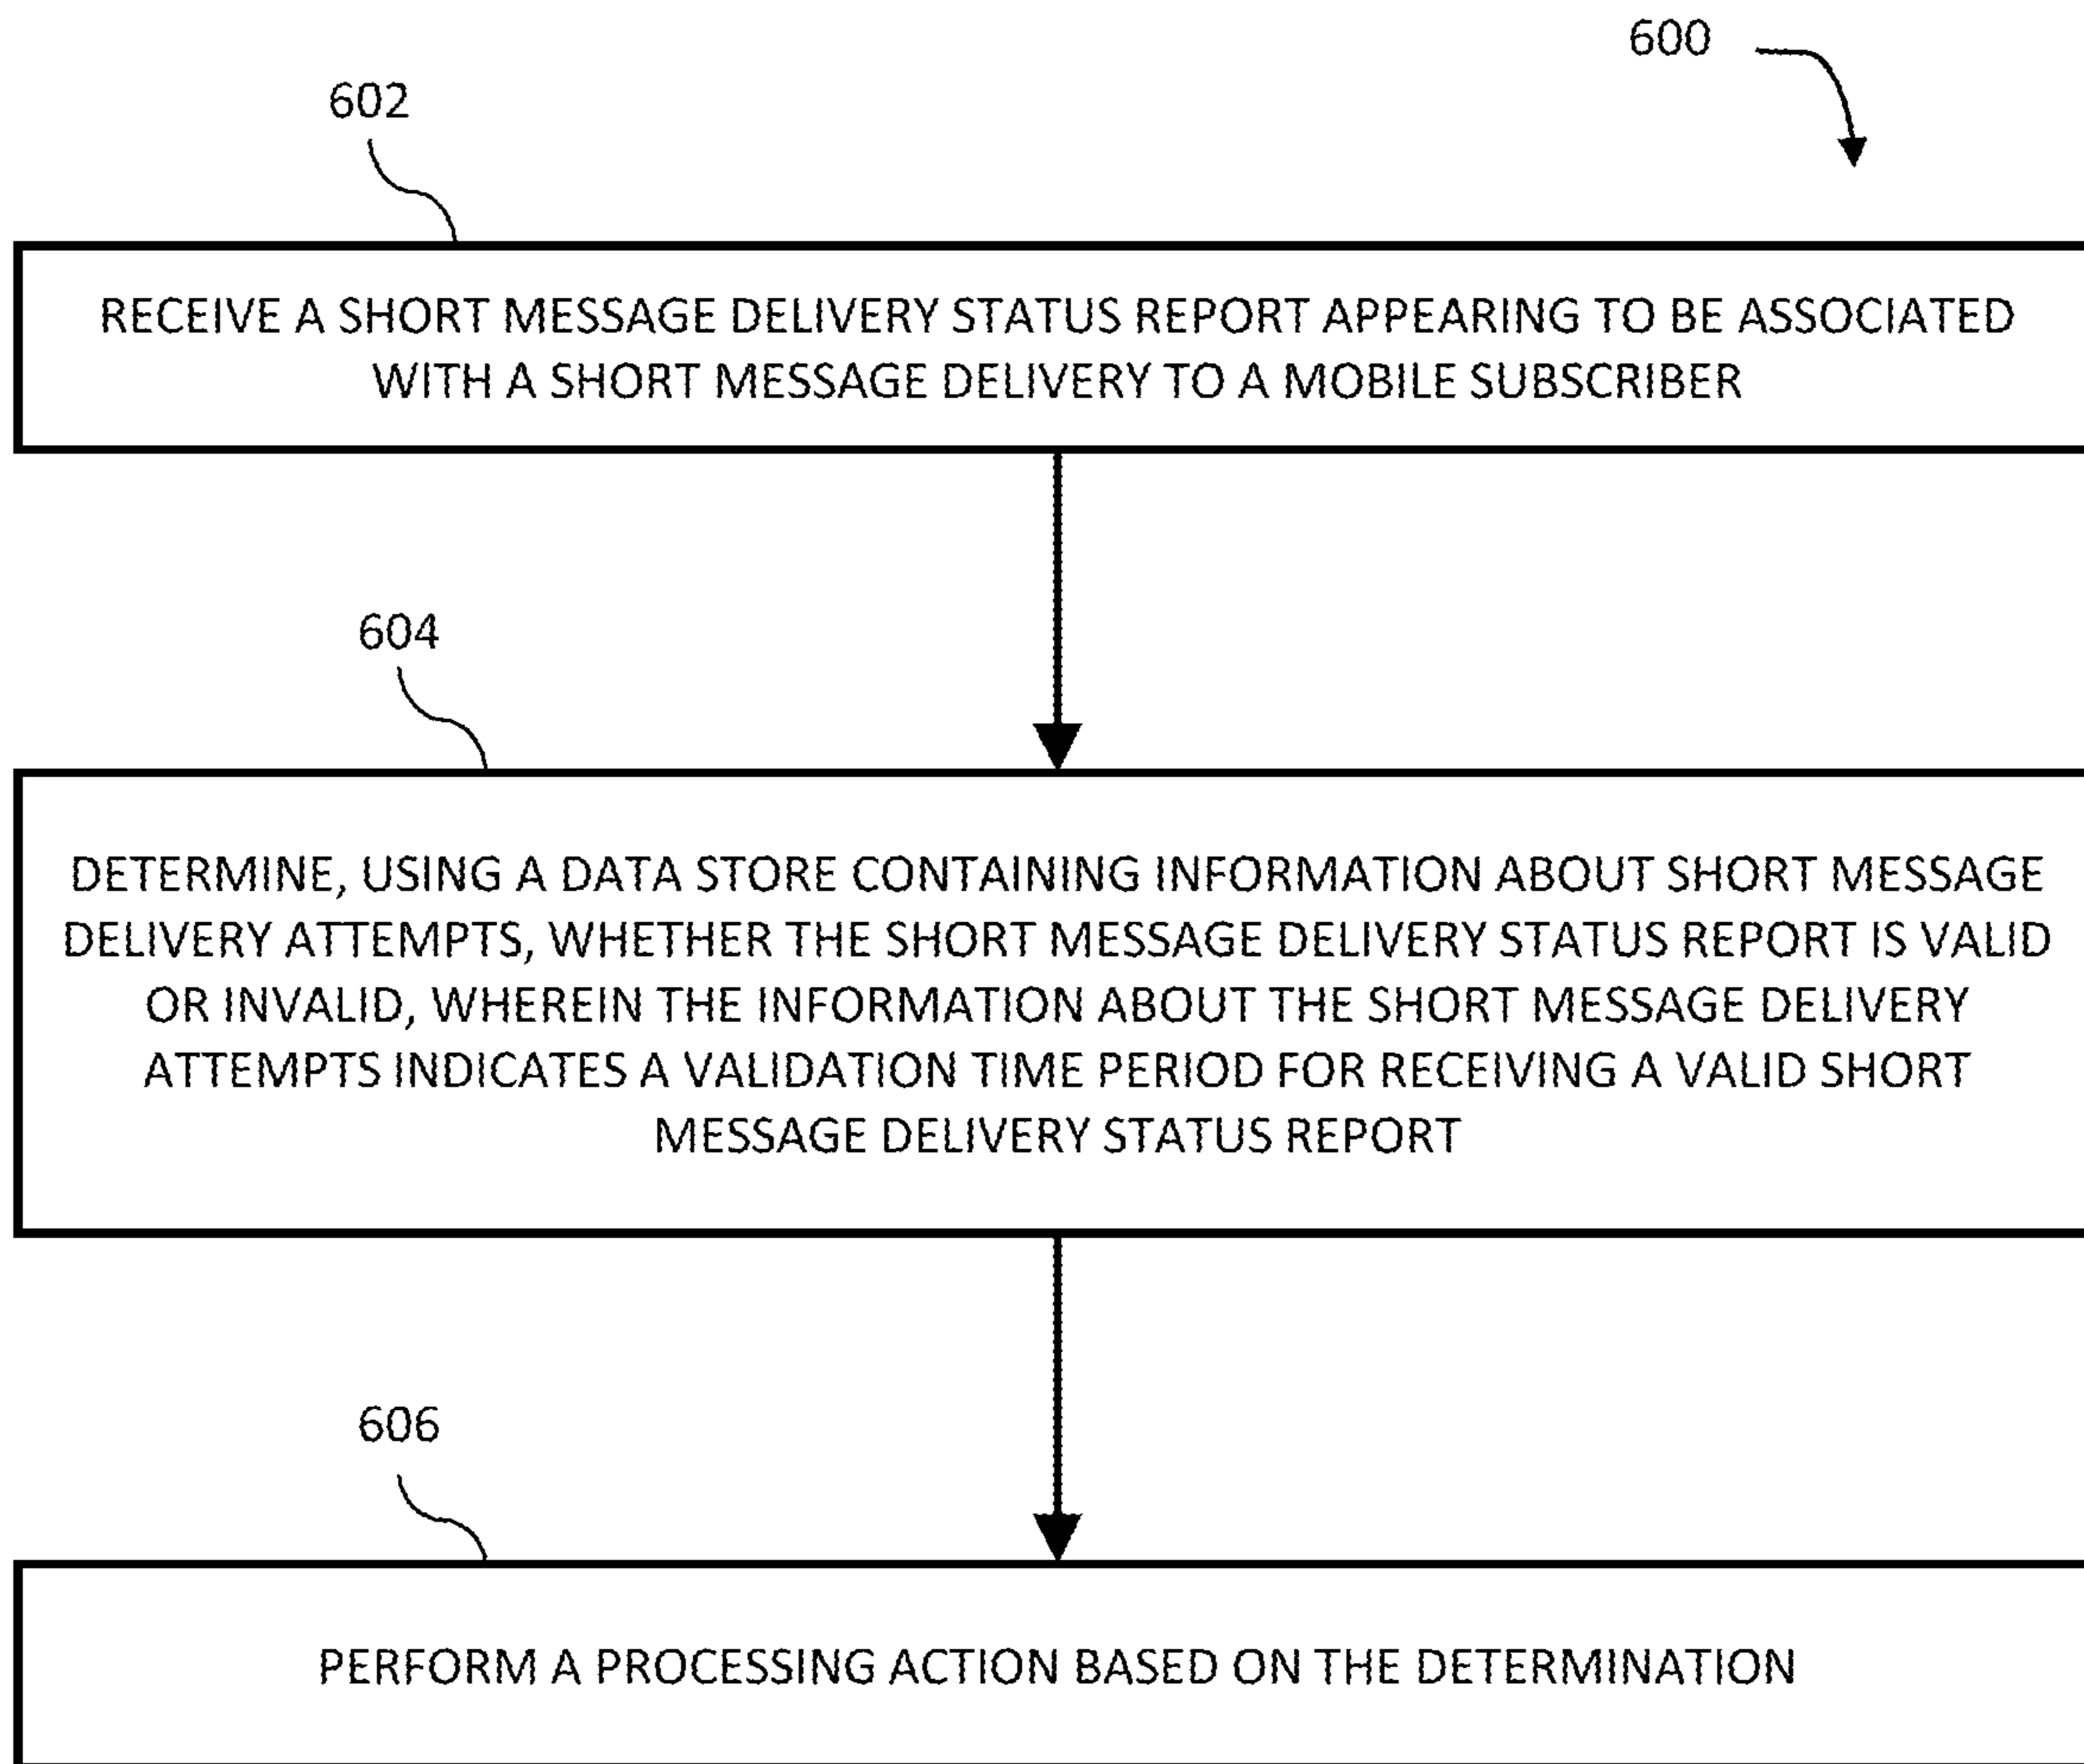 600
602
RECEIVE A SHORT MESSAGE DELIVERY STATUS REPORT APPEARING TO BE ASSOCIATED
WITH A SHORT MESSAGE DELIVERY TO A MOBILE SUBSCRIBER
604
DETERMINE, USING A DATA STORE CONTAINING INFORMATION ABOUT SHORT MESSAGE
DELIVERY ATTEMPTS, WHETHER THE SHORT MESSAGE DELIVERY STATUS REPORT IS VALID
OR INVALID, WHEREIN THE INFORMATION ABOUT THE SHORT MESSAGE DELIVERY
ATTEMPTS INDICATES A VALIDATION TIME PERIOD FOR RECEIVING A VALID SHORT
MESSAGE DELIVERY STATUS REPORT
606
PERFORM A PROCESSING ACTION BASED ON THE DETERMINATION